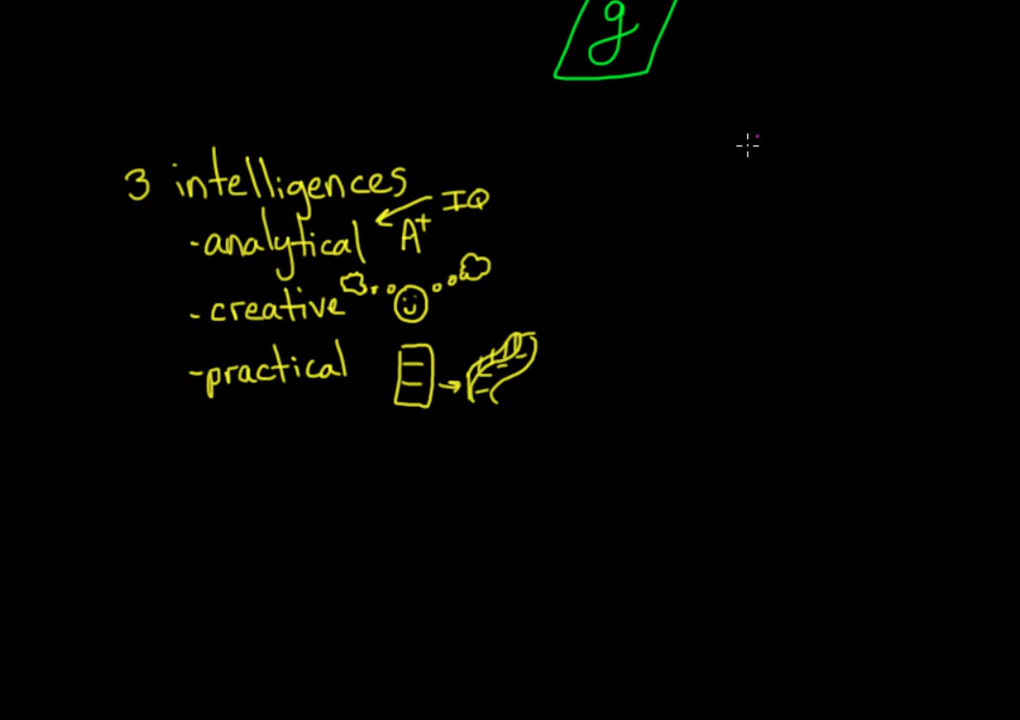 g
3 intelligences
IQ
-analytical A+
-creative
-practical